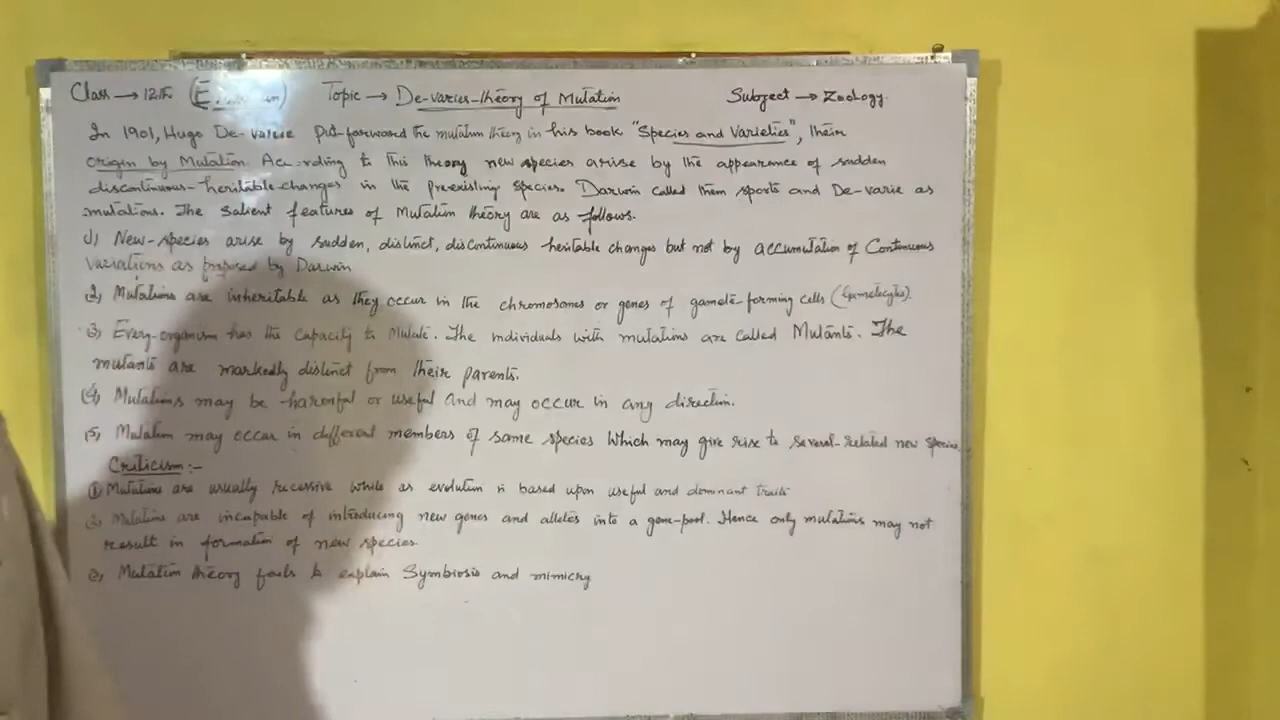 Class → 12th (Evolution) Topic → De-varies-theory of Mutation Subject → Zoology.
In 1901, Hugo De-varie Put-forwaed the mutation theory in his book "Species and Varieties", Their
origin by Mutation. According to This theory new species arise by the appearance of sudden
discontinuous-heritable-changes in the Pre-existing species. Darwin called them sports and De-varie as
mutations. The salient features of Mutation theory are as follows.
(1) New-species arise by sudden, distinct, discontinuous heritable changes but not by accumulation of Continuous
variations as proposed by Darwin
(2) Mutations are inheritable as they occur in the chromosomes or genes of gamete-forming cells
(3) Every-organism has the capacity to Mutate. The individuals with mutations are called Mutants. The
mutants are markedly distinct from their parents.
(4) Mutations may be harmful or useful and may occur in any direction.
(5) Mutation may occur in different members of same species which may give rise to several-related new species.
Criticism:-
(1) Mutations are usually recessive while as evolution is based upon useful and dominant traits
(2) Mutations are incapable of introducing new genes and alleles into a gene-pool. Hence only mutations may not
result in formation of new species.
(3) Mutation theory fails to explain Symbiosis and mimicry